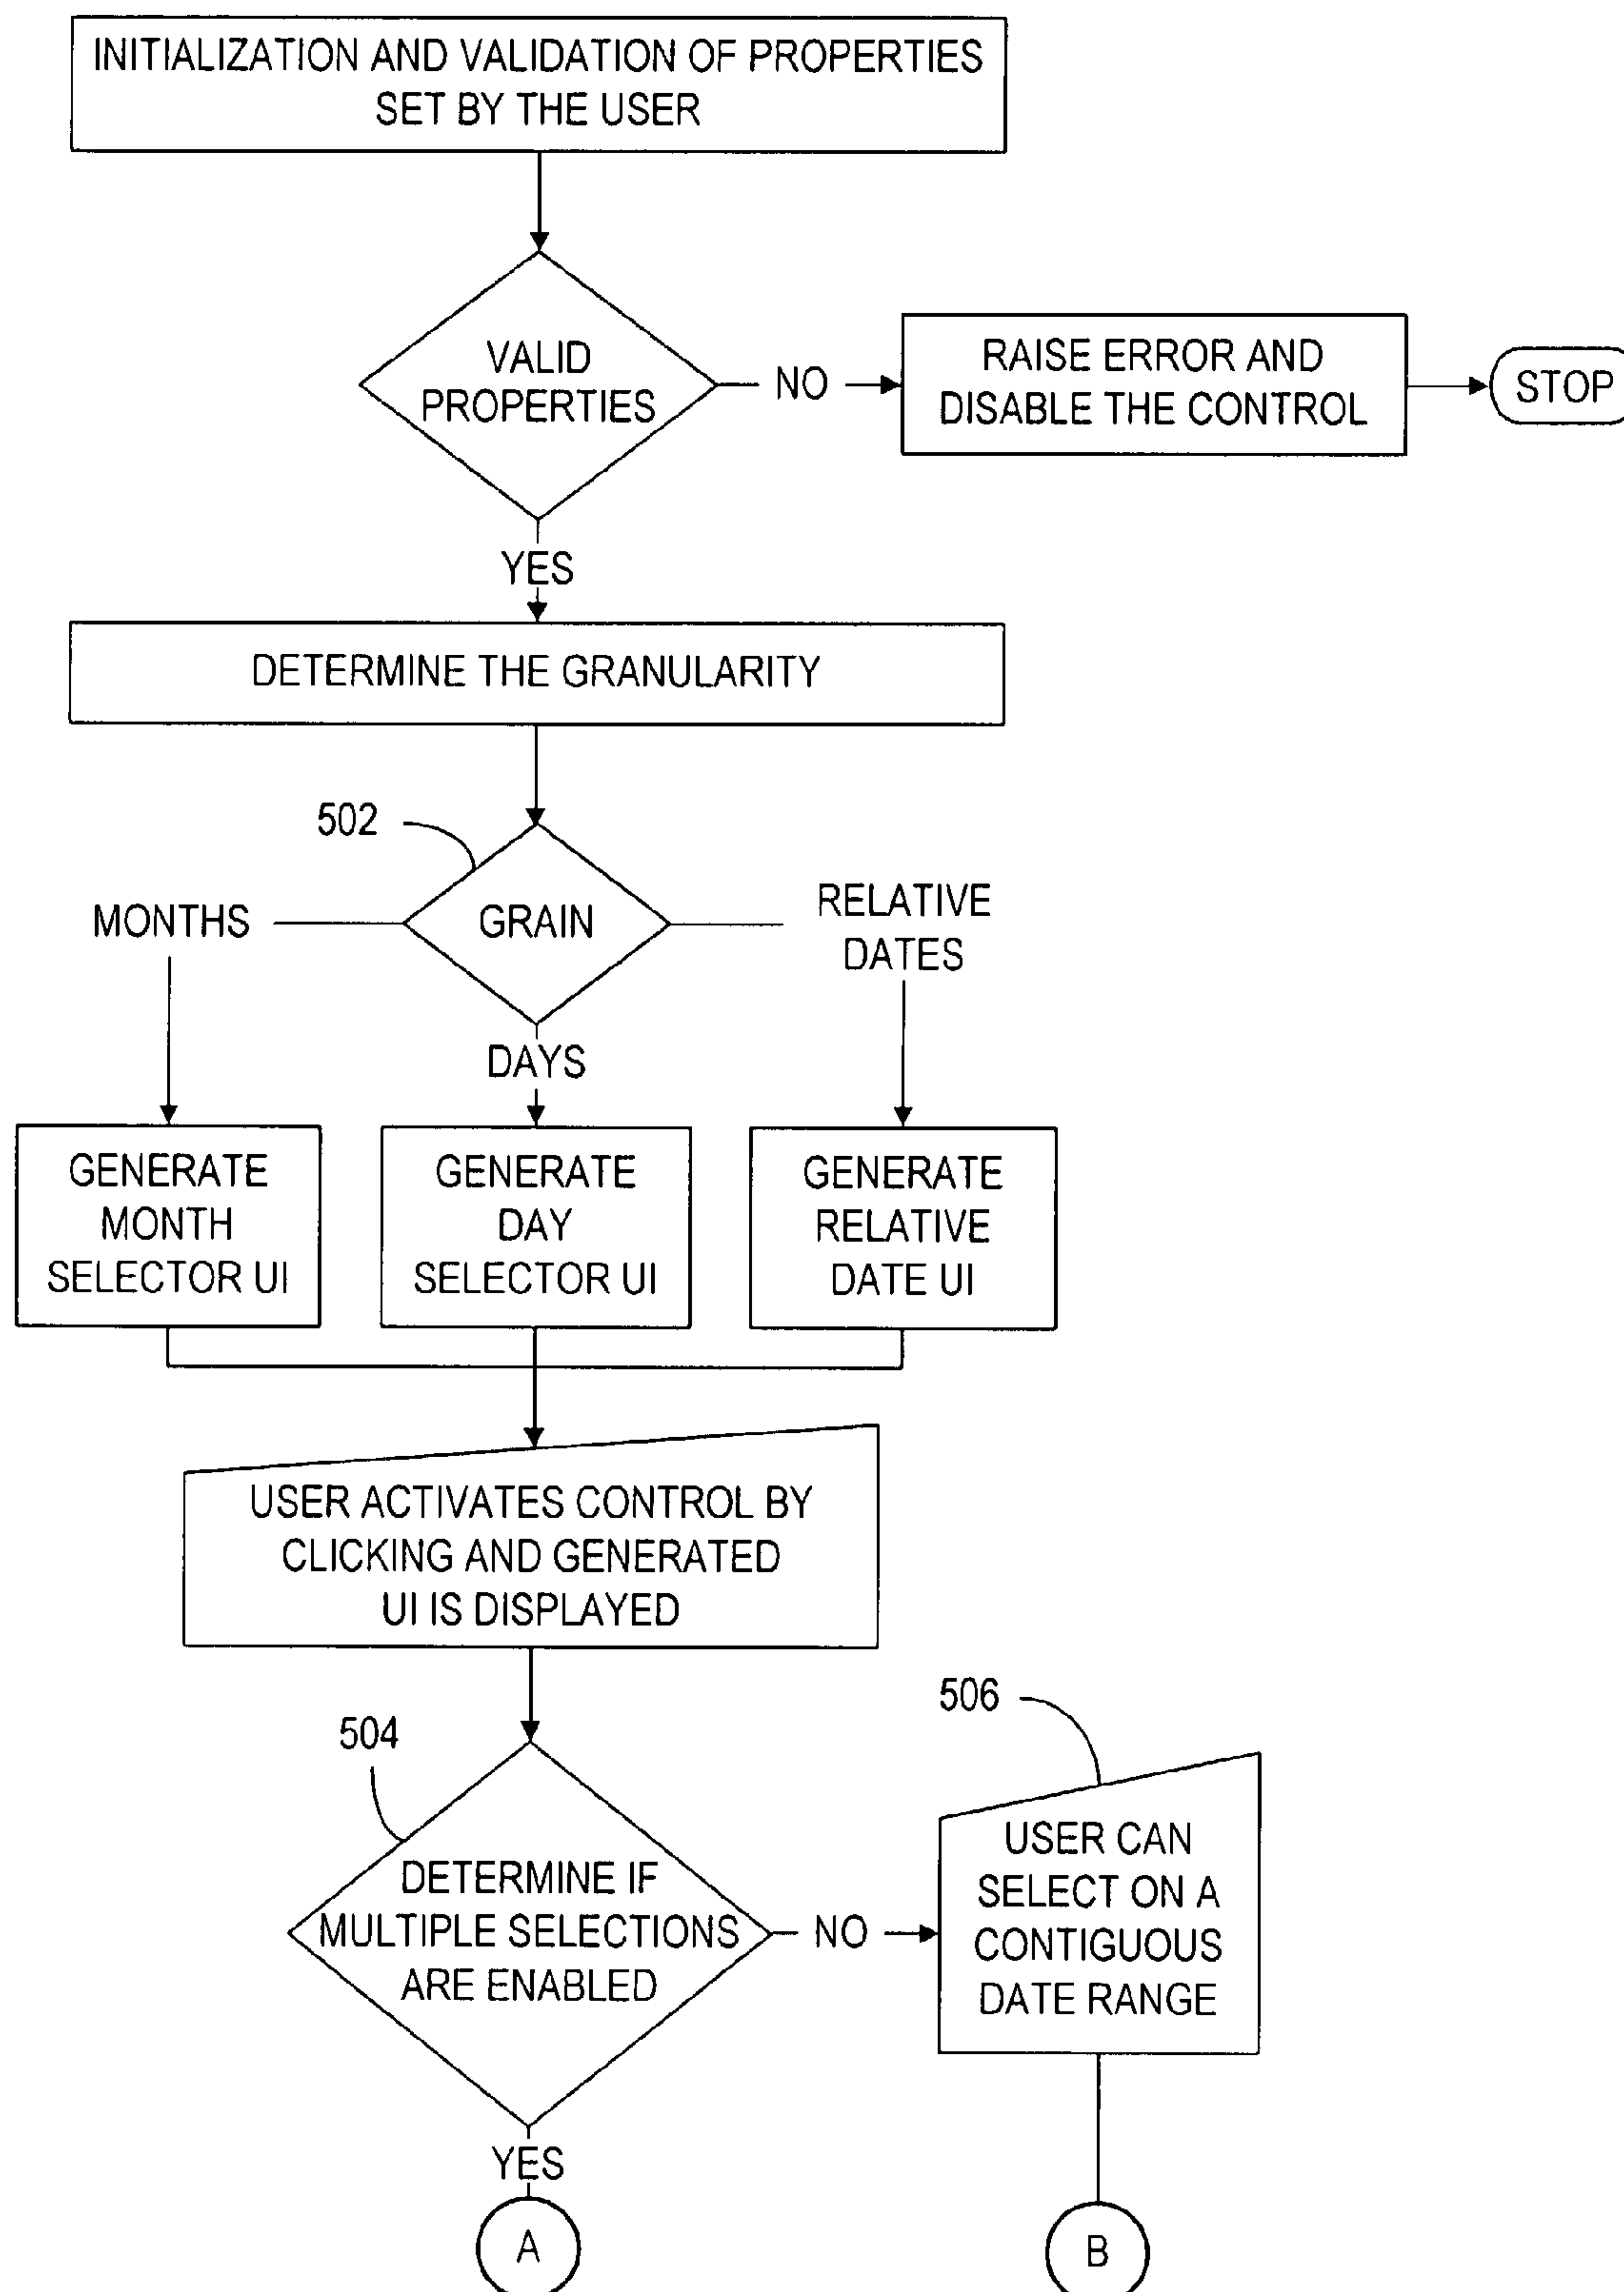 INITIALIZATION AND VALIDATION OF PROPERTIES
SET BY THE USER
VALID
PROPERTIES
NO
RAISE ERROR AND
DISABLE THE CONTROL
STOP
YES
DETERMINE THE GRANULARITY
502
MONTHS
GRAIN
RELATIVE
DATES
DAYS
GENERATE
MONTH
SELECTOR UI
GENERATE
DAY
SELECTOR UI
GENERATE
RELATIVE
DATE UI
USER ACTIVATES CONTROL BY
CLICKING AND GENERATED
UI IS DISPLAYED
504
506
DETERMINE IF
MULTIPLE SELECTIONS
ARE ENABLED
NO
USER CAN
SELECT ON A
CONTIGUOUS
DATE RANGE
YES
A
B